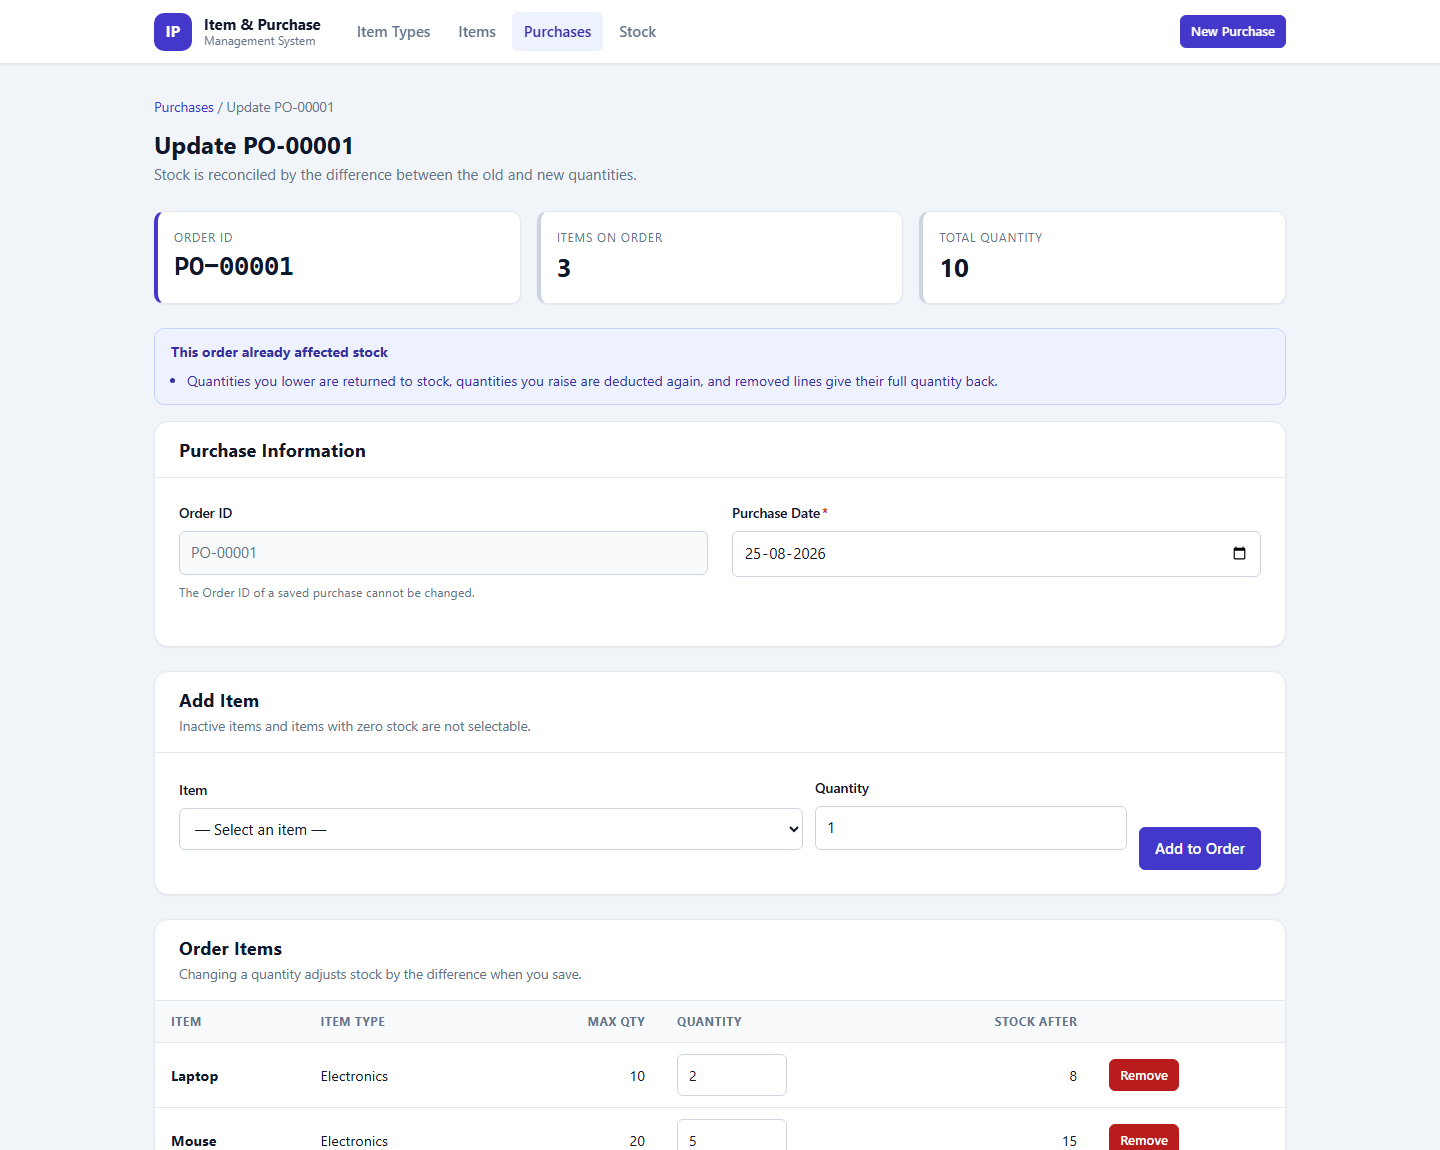 IP
Item & Purchase
Management System
Item Types
Items
Purchases
Stock
New Purchase
Purchases / Update PO-00001
Update PO-00001
Stock is reconciled by the difference between the old and new quantities.
ORDER ID
PO-00001
ITEMS ON ORDER
3
TOTAL QUANTITY
10
This order already affected stock
• Quantities you lower are returned to stock, quantities you raise are deducted again, and removed lines give their full quantity back.
Purchase Information
Order ID
PO-00001
The Order ID of a saved purchase cannot be changed.
Purchase Date*
25-08-2026
Add Item
Inactive items and items with zero stock are not selectable.
Item
— Select an item —
Quantity
1
Add to Order
Order Items
Changing a quantity adjusts stock by the difference when you save.
ITEM ITEM TYPE MAX QTY QUANTITY STOCK AFTER
Laptop Electronics 10 2 8 Remove
Mouse Electronics 20 5 15 Remove